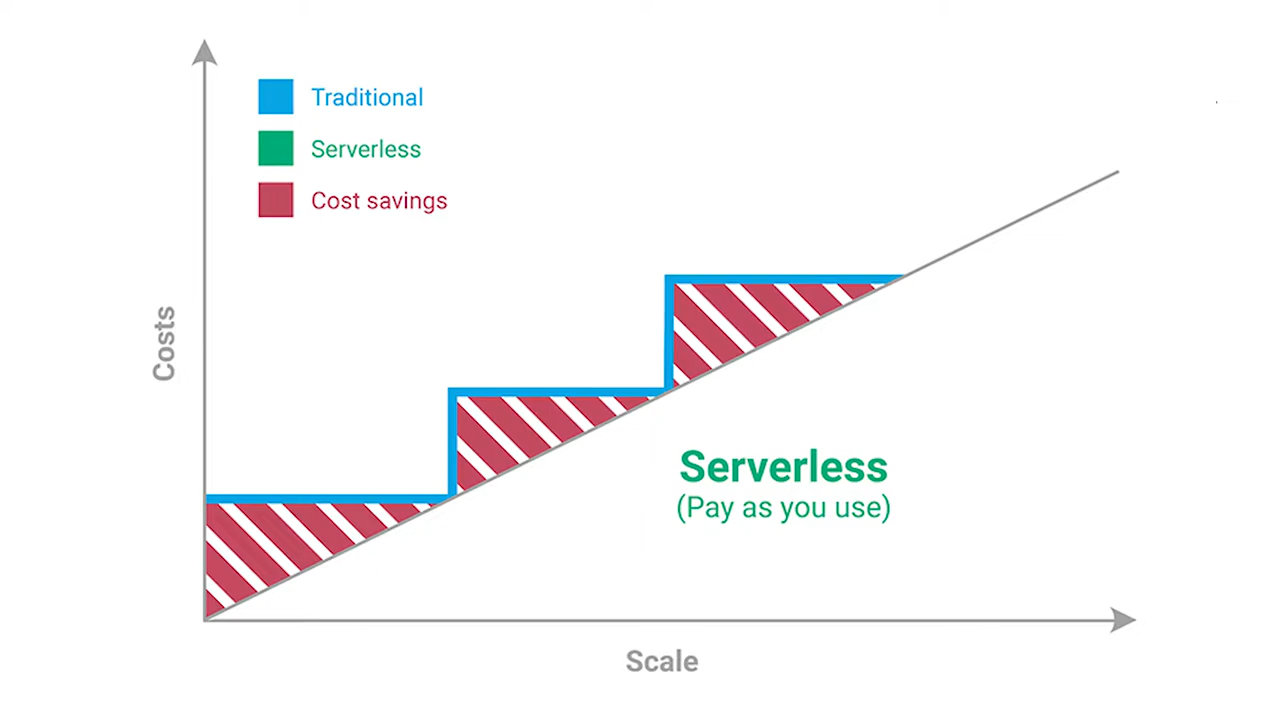 Traditional
Serverless
Cost savings
Costs
Serverless
(Pay as you use)
Scale